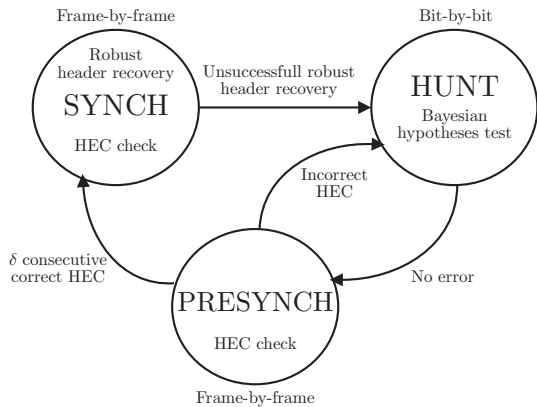 Frame-by-frame
Robust
header recovery
SYNCH
HEC check
Unsuccessfull robust
header recovery
Bit-by-bit
HUNT
Bayesian
hypotheses test
Incorrect
HEC
δ consecutive
correct HEC
No error
PRESYNCH
HEC check
Frame-by-frame